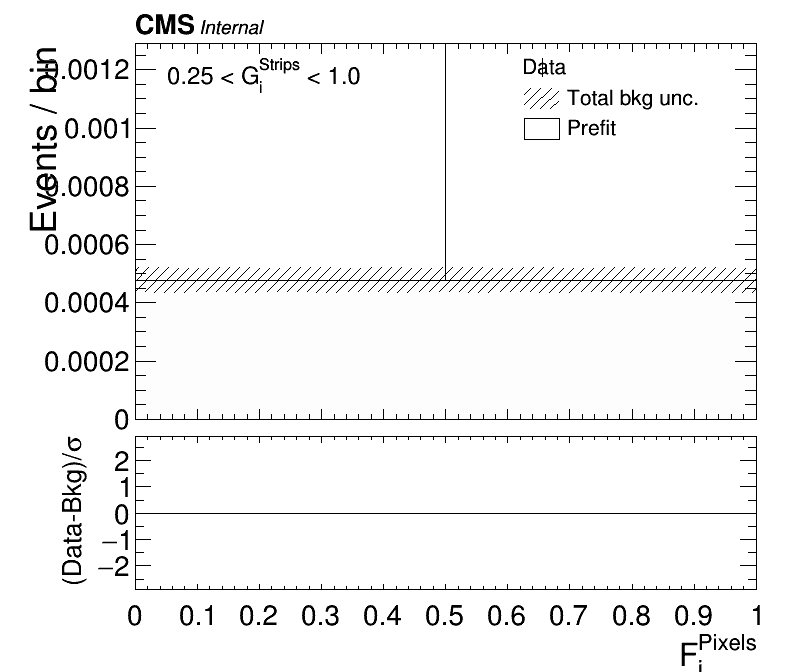 CMS Internal
Events / bin
0.25 < G_i^Strips < 1.0
Data
Total bkg unc.
Prefit
0.0012
0.001
0.0008
0.0006
0.0004
0.0002
0
(Data-Bkg)/σ
2
1
0
−1
−2
0 0.1 0.2 0.3 0.4 0.5 0.6 0.7 0.8 0.9 1
F_i^Pixels